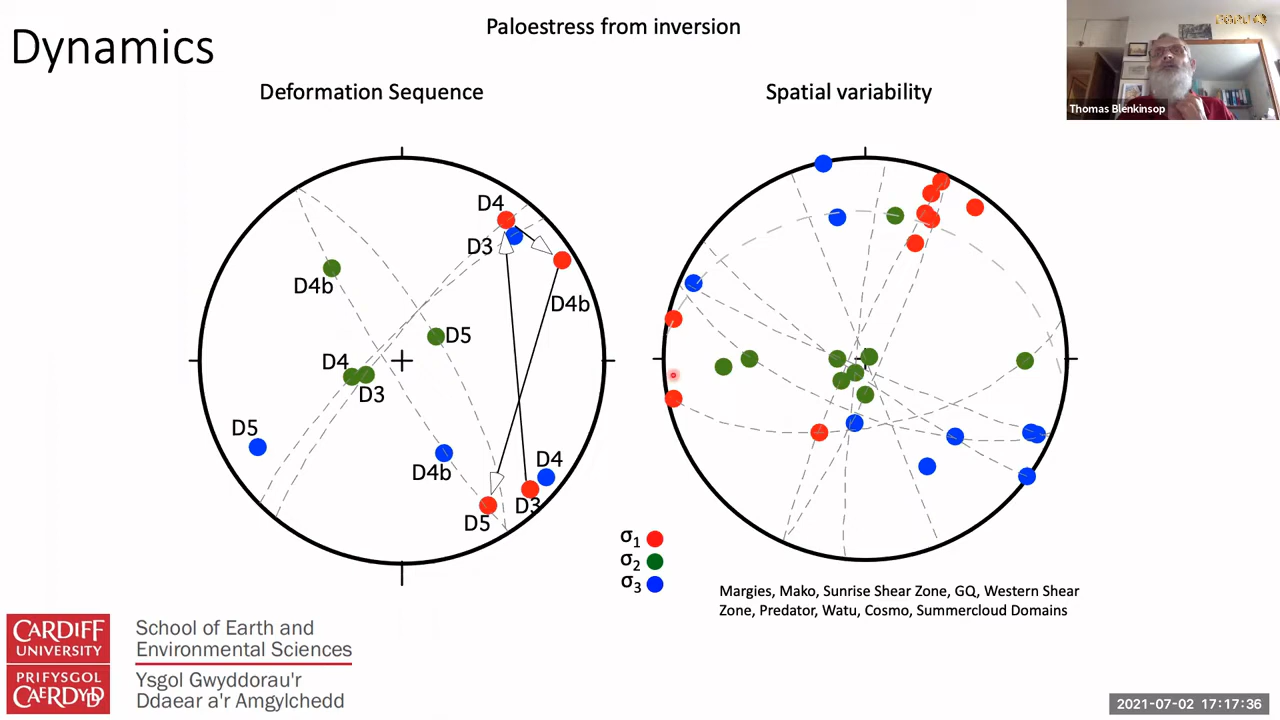 Dynamics
Paloestress from inversion
Thomas Blenkinsop
Deformation Sequence
Spatial variability
D4
D3
D4b
D4b
D5
D4
D3
D5
D4b
D4
D3
D5
σ1
σ2
σ3
Margies, Mako, Sunrise Shear Zone, GQ, Western Shear
Zone, Predator, Watu, Cosmo, Summercloud Domains
CARDIFF
UNIVERSITY
PRIFYSGOL
CAERDYDD
School of Earth and
Environmental Sciences
Ysgol Gwyddorau'r
Ddaear a'r Amgylchedd
2021-07-02 17:17:36